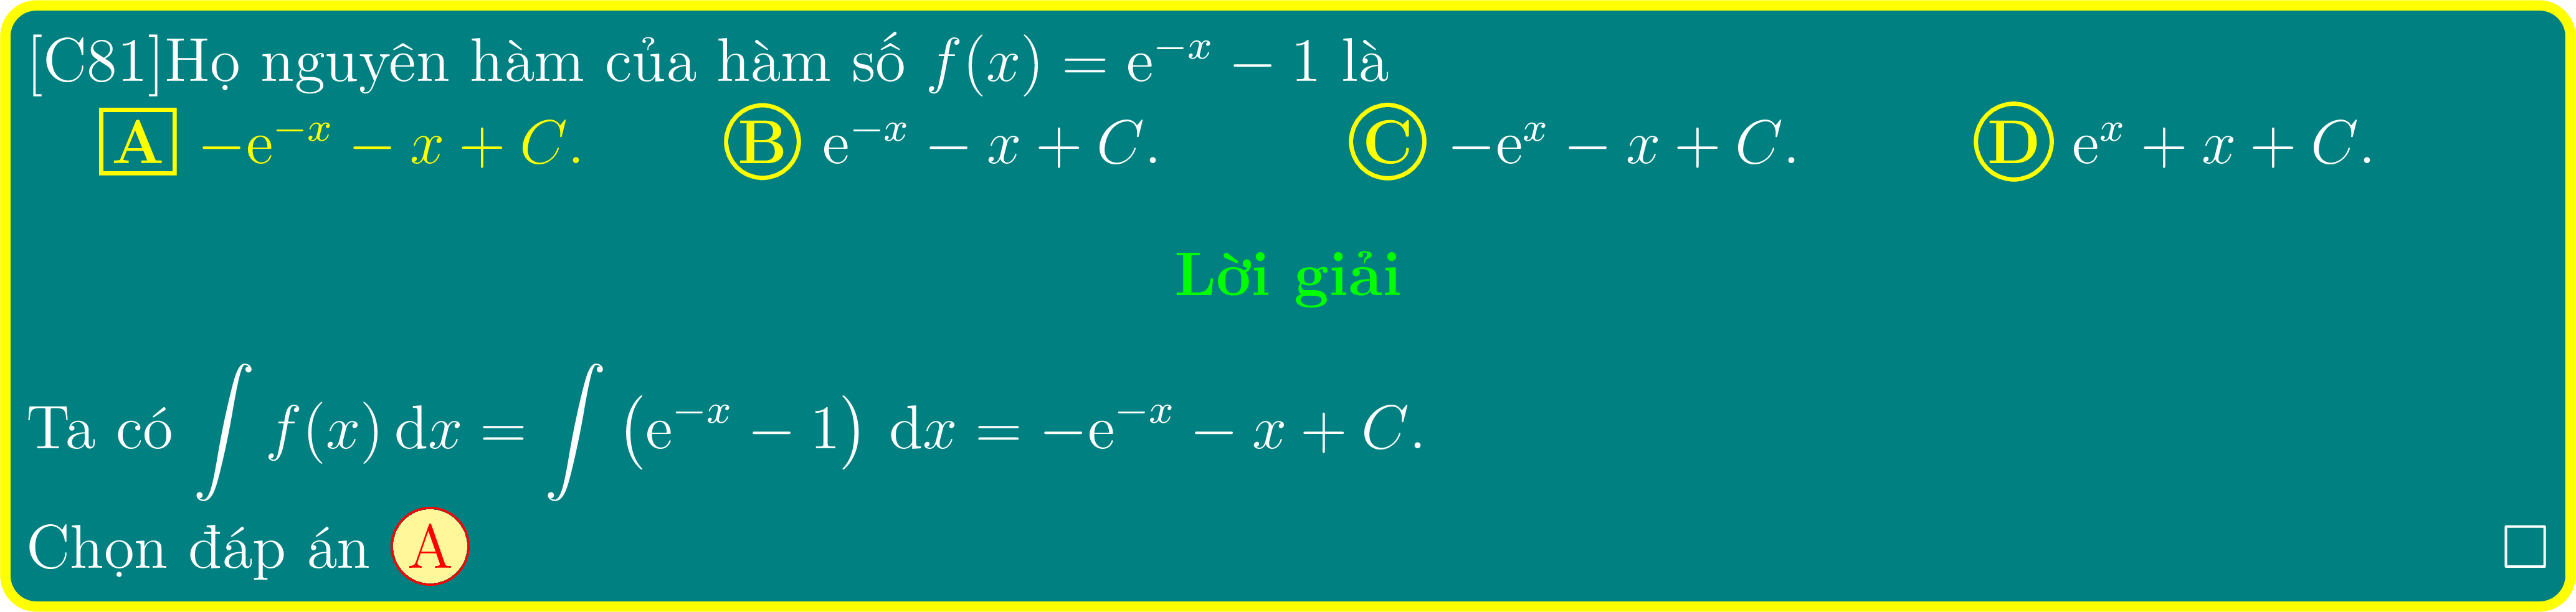 [C81]Họ nguyên hàm của hàm số $f(x) = \mathrm{e}^{-x} - 1$ là
A $-\mathrm{e}^{-x} - x + C.$ B $\mathrm{e}^{-x} - x + C.$ C $-\mathrm{e}^{x} - x + C.$ D $\mathrm{e}^{x} + x + C.$
Lời giải
Ta có $\int f(x)\,\mathrm{d}x = \int \left(\mathrm{e}^{-x} - 1\right)\,\mathrm{d}x = -\mathrm{e}^{-x} - x + C.$
Chọn đáp án A □